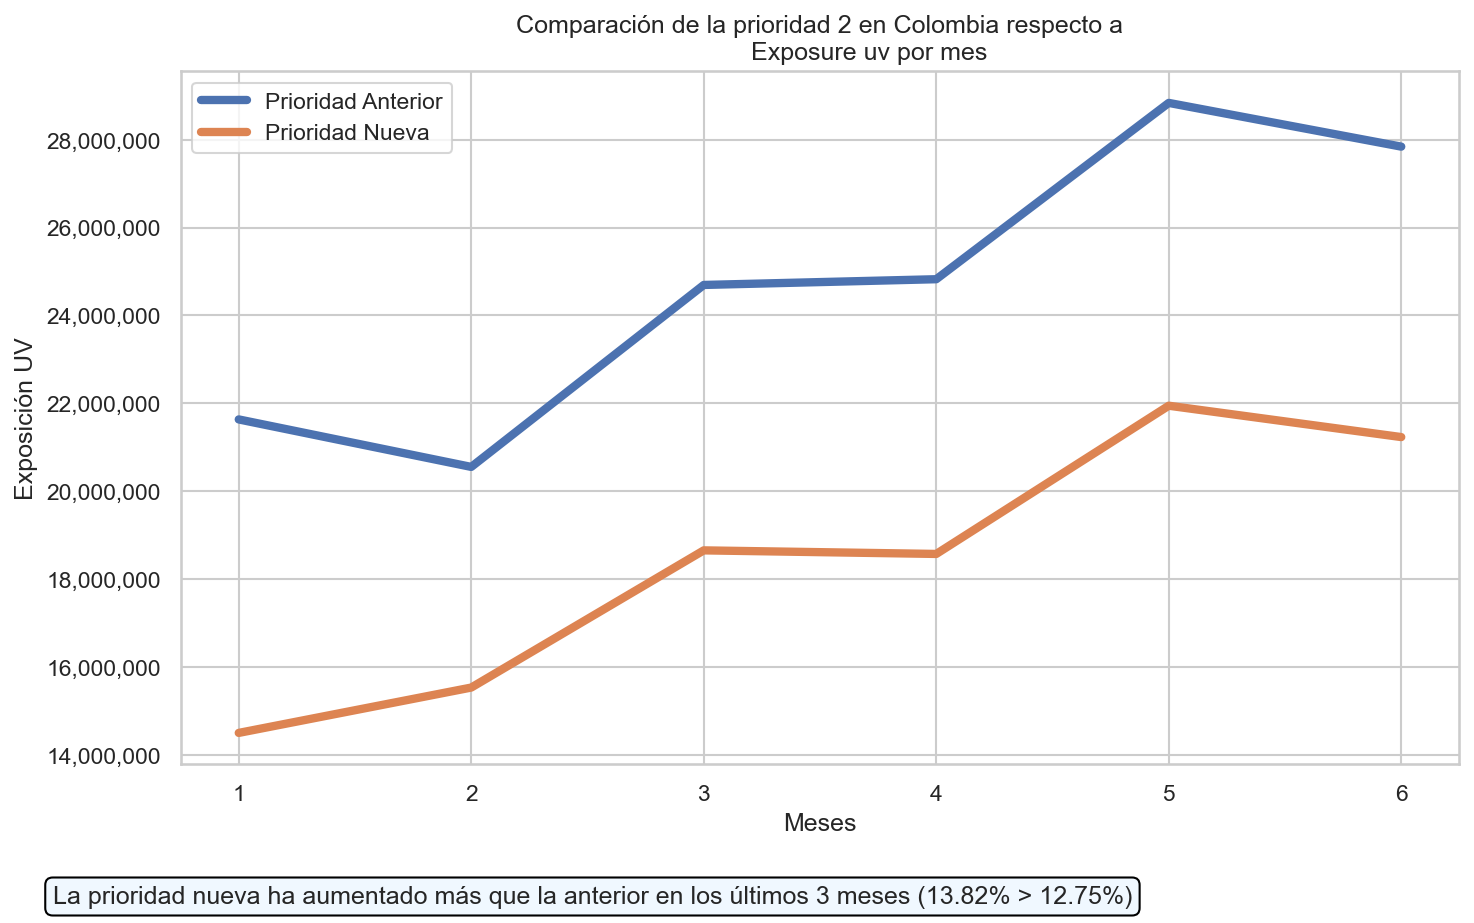 Comparación de la prioridad 2 en Colombia respecto a
Exposure uv por mes
Prioridad Anterior
Prioridad Nueva
28,000,000
26,000,000
24,000,000
22,000,000
20,000,000
18,000,000
16,000,000
14,000,000
Exposición UV
1 2 3 4 5 6
Meses
La prioridad nueva ha aumentado más que la anterior en los últimos 3 meses (13.82% > 12.75%)